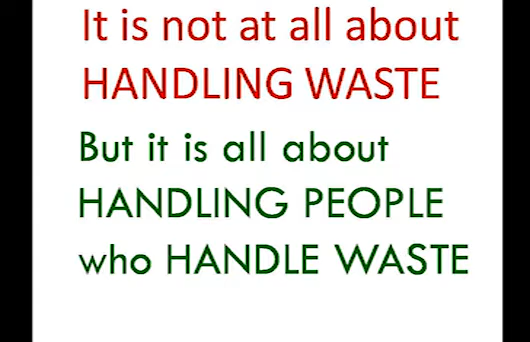 It is not at all about
HANDLING WASTE
But it is all about
HANDLING PEOPLE
who HANDLE WASTE